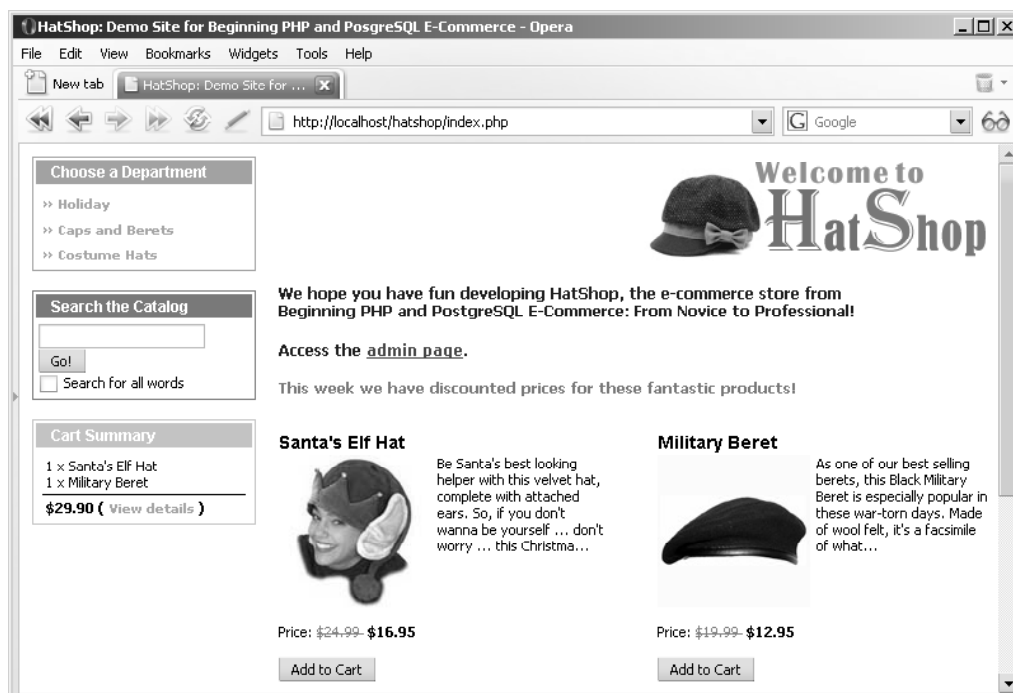 HatShop: Demo Site for Beginning PHP and PosgreSQL E-Commerce - Opera
File Edit View Bookmarks Widgets Tools Help
New tab
HatShop: Demo Site for ...
http://localhost/hatshop/index.php
G Google
Choose a Department
» Holiday
» Caps and Berets
» Costume Hats
Search the Catalog
Go!
Search for all words
Cart Summary
1 x Santa's Elf Hat
1 x Military Beret
$29.90 ( View details )
Welcome to
HatShop
We hope you have fun developing HatShop, the e-commerce store from
Beginning PHP and PostgreSQL E-Commerce: From Novice to Professional!
Access the admin page.
This week we have discounted prices for these fantastic products!
Santa's Elf Hat
Be Santa's best looking
helper with this velvet hat,
complete with attached
ears. So, if you don't
wanna be yourself ... don't
worry ... this Christma...
Price: $24.99 $16.95
Add to Cart
Military Beret
As one of our best selling
berets, this Black Military
Beret is especially popular in
these war-torn days. Made
of wool felt, it's a facsimile
of what...
Price: $19.99 $12.95
Add to Cart